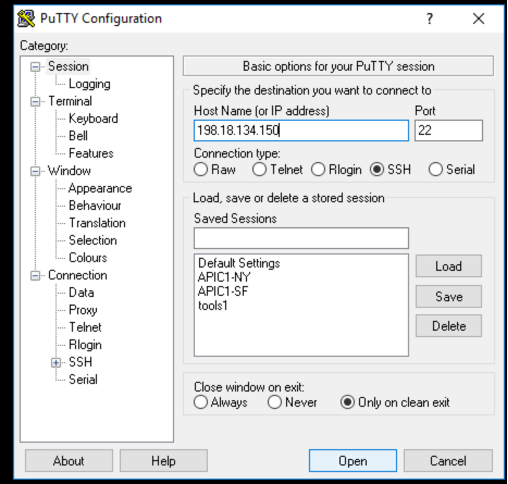 PuTTY Configuration
?
Category:
Session
Logging
Terminal
Keyboard
Bell
Features
Window
Appearance
Behaviour
Translation
Selection
Colours
Connection
Data
Proxy
Telnet
Rlogin
SSH
Serial
Basic options for your PuTTY session
Specify the destination you want to connect to
Host Name (or IP address) Port
198.18.134.150 22
Connection type:
Raw Telnet Rlogin SSH Serial
Load, save or delete a stored session
Saved Sessions
Default Settings
APIC1-NY
APIC1-SF
tools1
Load
Save
Delete
Close window on exit:
Always Never Only on clean exit
About Help Open Cancel